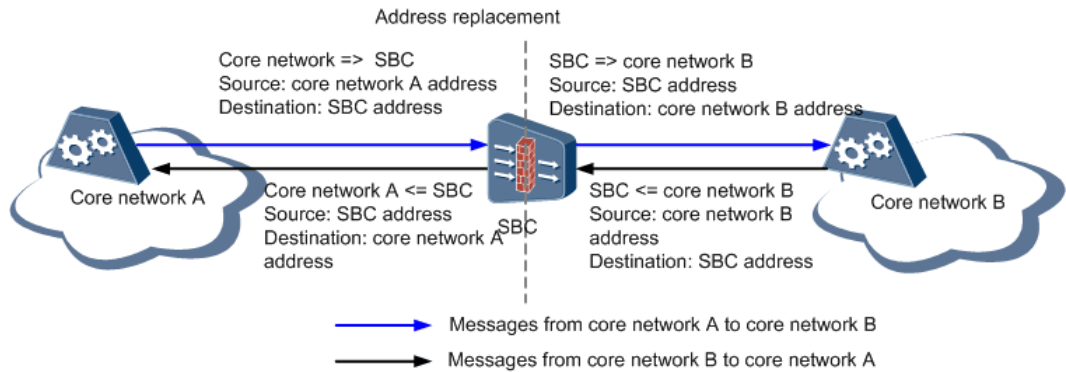 Address replacement
Core network => SBC
Source: core network A address
Destination: SBC address
SBC => core network B
Source: SBC address
Destination: core network B address
Core network A
Core network A <= SBC
Source: SBC address
Destination: core network A
address
SBC
SBC <= core network B
Source: core network B
address
Destination: SBC address
Core network B
Messages from core network A to core network B
Messages from core network B to core network A